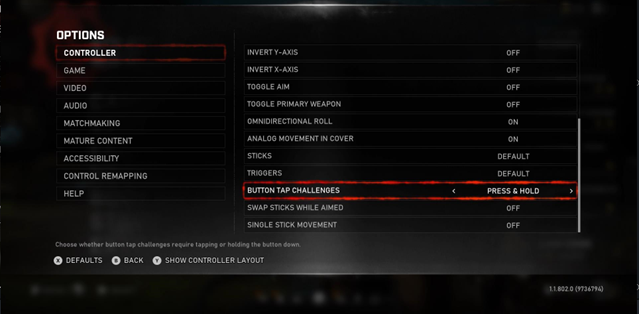 OPTIONS
CONTROLLER
GAME
VIDEO
AUDIO
MATCHMAKING
MATURE CONTENT
ACCESSIBILITY
CONTROL REMAPPING
HELP
INVERT Y-AXIS OFF
INVERT X-AXIS OFF
TOGGLE AIM OFF
TOGGLE PRIMARY WEAPON OFF
OMNIDIRECTIONAL ROLL ON
ANALOG MOVEMENT IN COVER ON
STICKS DEFAULT
TRIGGERS DEFAULT
BUTTON TAP CHALLENGES < PRESS & HOLD >
SWAP STICKS WHILE AIMED OFF
SINGLE STICK MOVEMENT OFF
Choose whether button tap challenges require tapping or holding the button down.
X DEFAULTS B BACK Y SHOW CONTROLLER LAYOUT
1.1.802.0 (9736794)